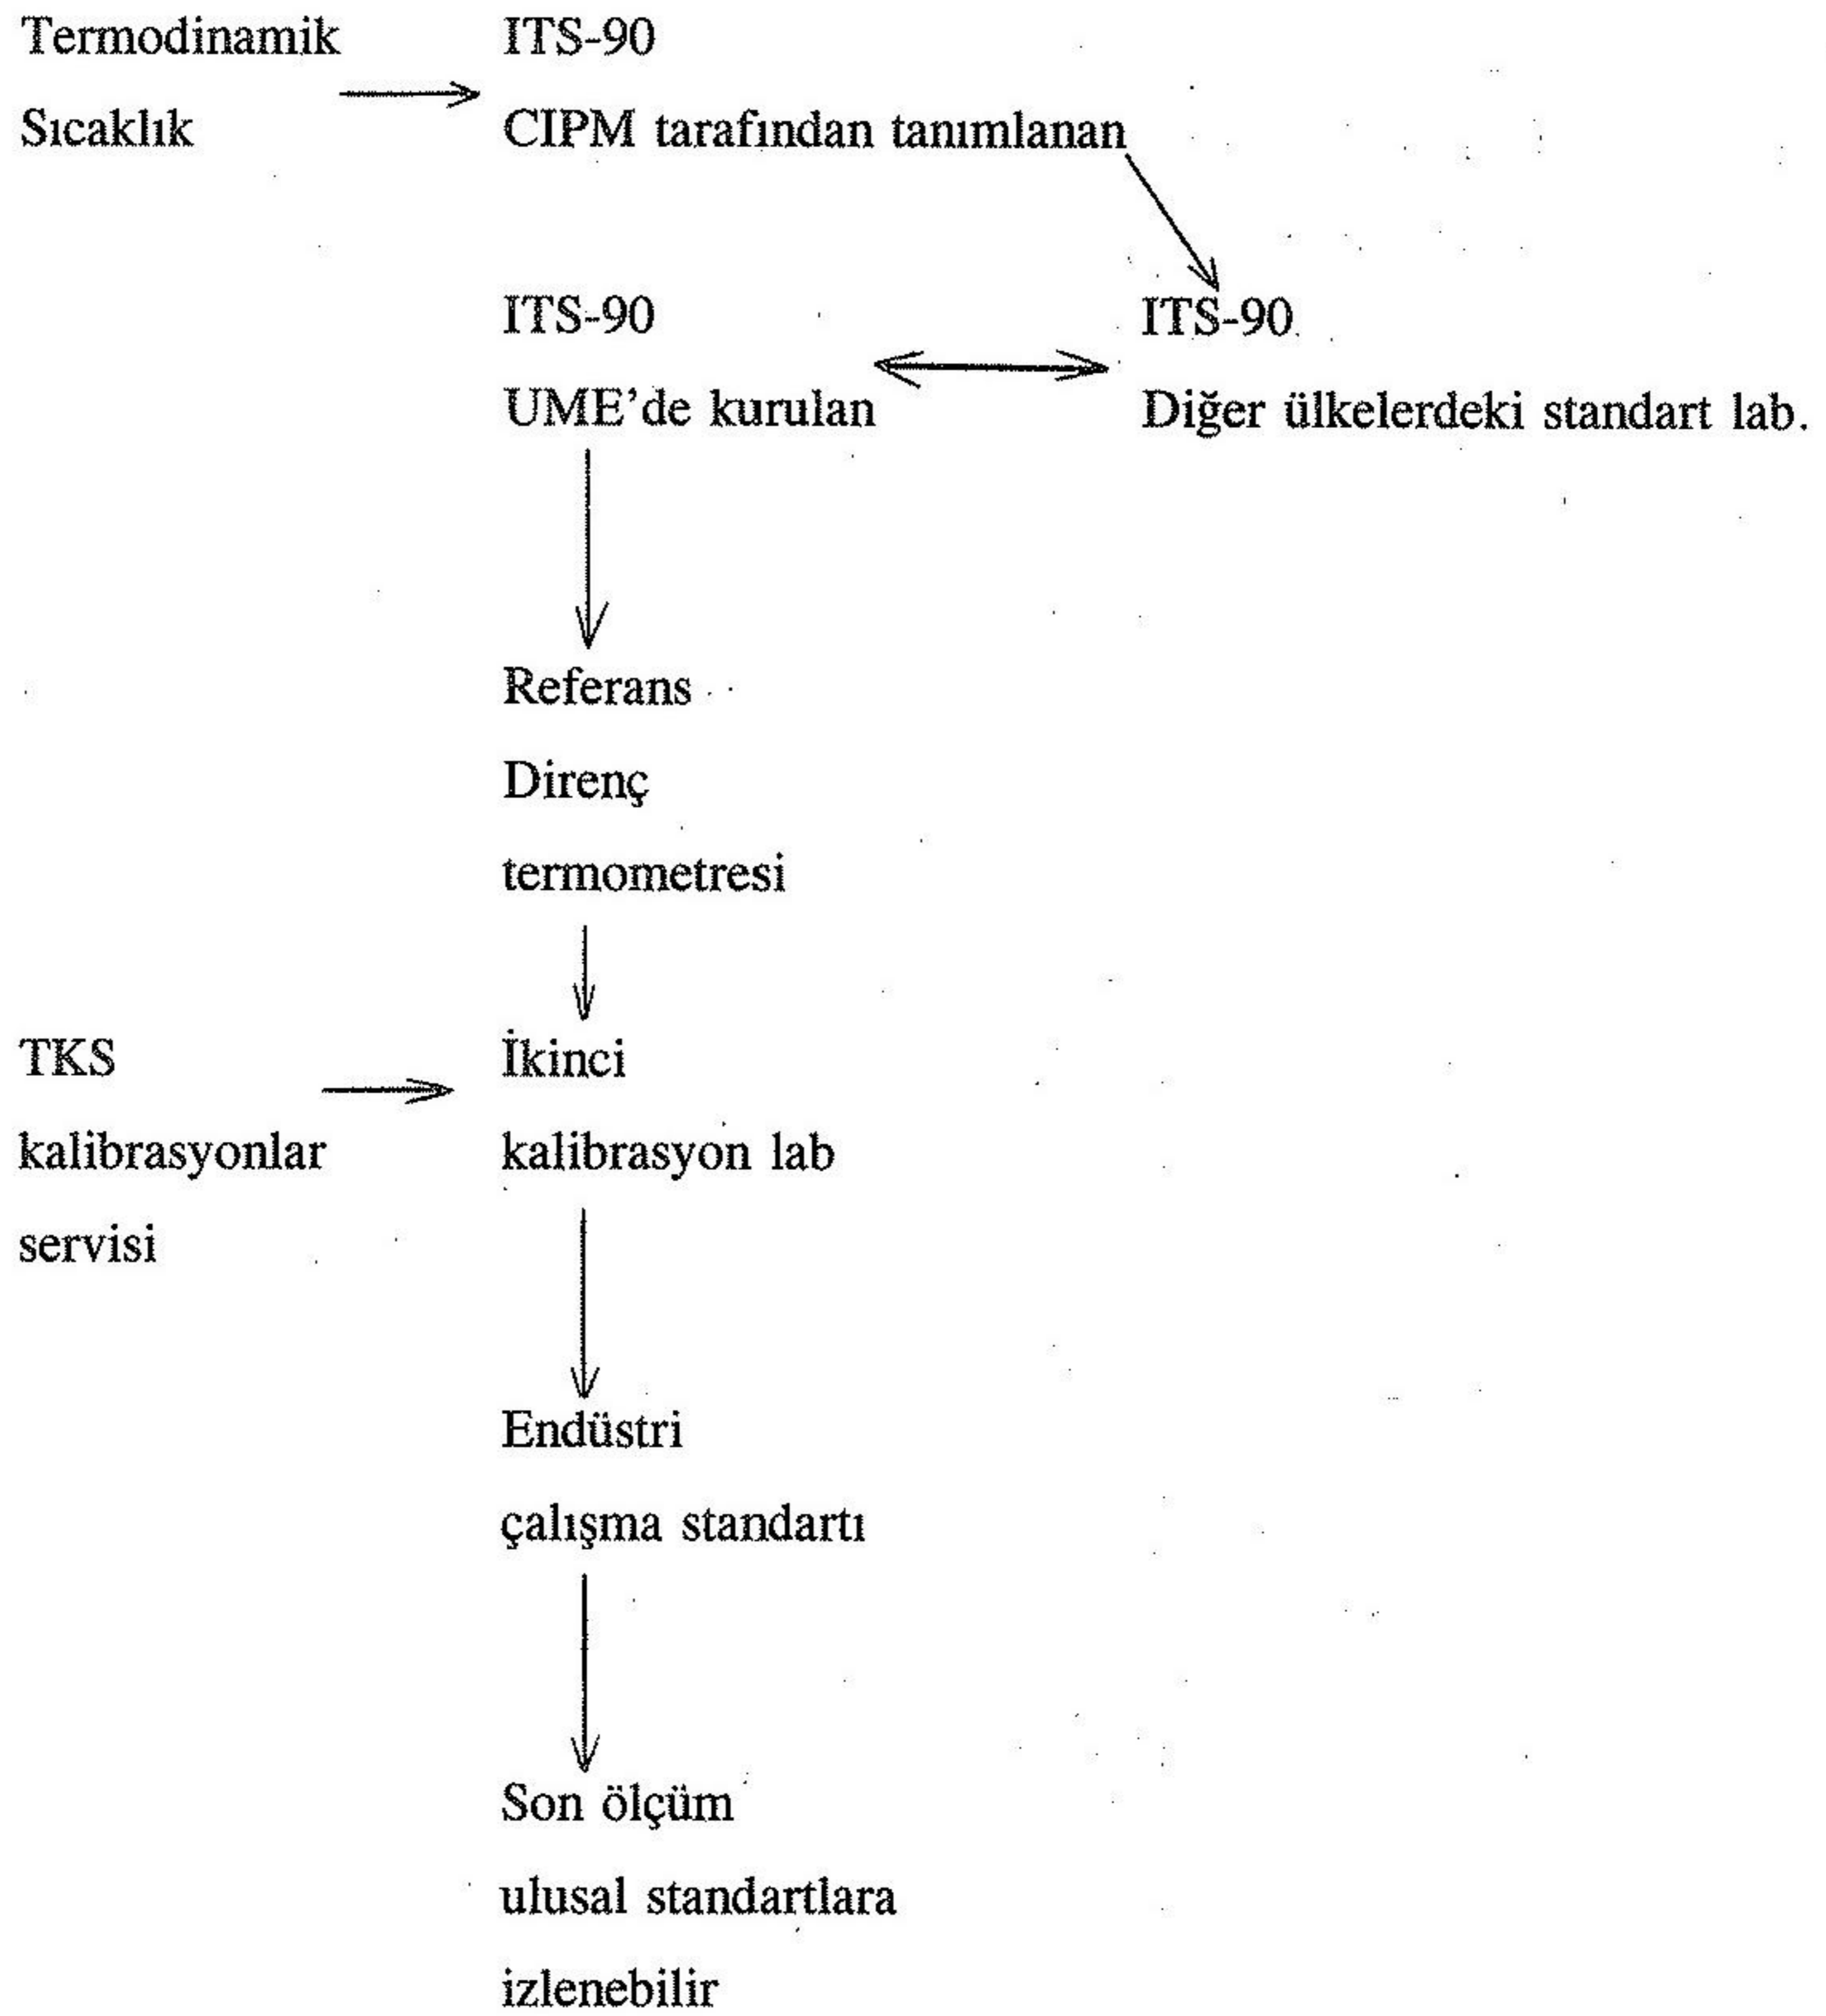 Termodinamik
Sıcaklık
ITS-90
CIPM tarafından tanımlanan
ITS-90
UME'de kurulan
ITS-90
Diğer ülkelerdeki standart lab.
Referans
Direnç
termometresi
TKS
kalibrasyonlar
servisi
İkinci
kalibrasyon lab
Endüstri
çalışma standartı
Son ölçüm
ulusal standartlara
izlenebilir